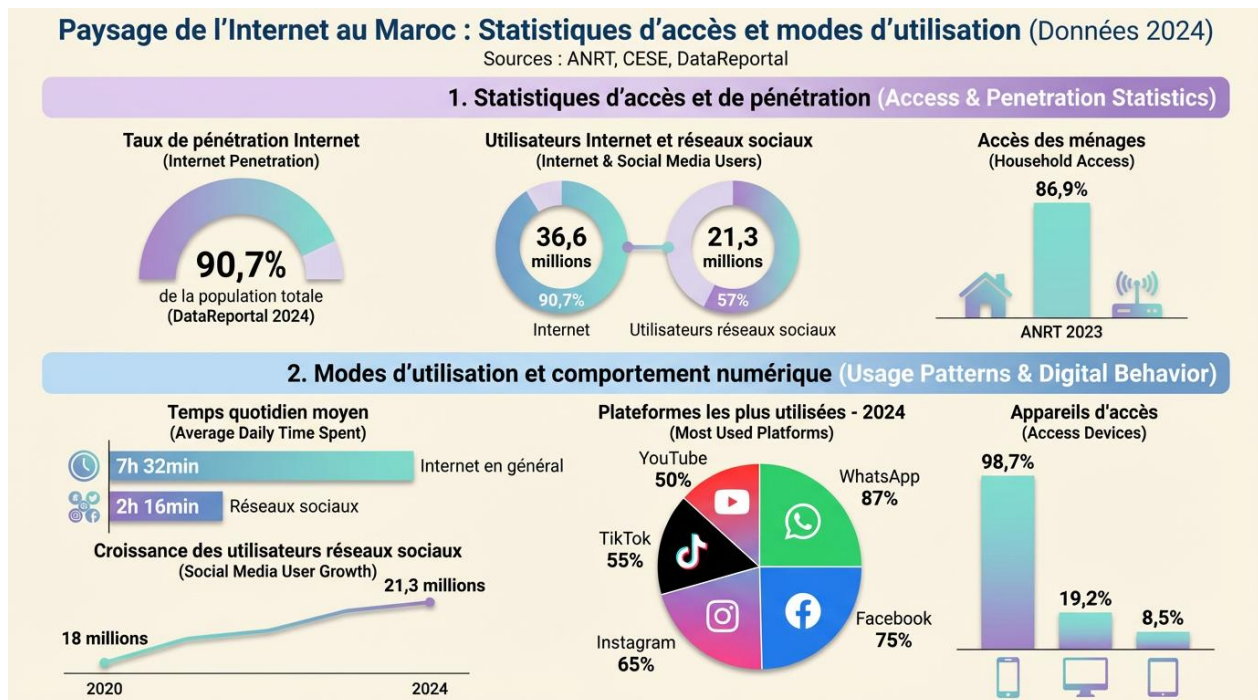 Paysage de l'Internet au Maroc : Statistiques d'accès et modes d'utilisation (Données 2024)
Sources : ANRT, CESE, DataReportal
1. Statistiques d'accès et de pénétration (Access & Penetration Statistics)
Taux de pénétration Internet
(Internet Penetration)
90,7%
de la population totale
(DataReportal 2024)
Utilisateurs Internet et réseaux sociaux
(Internet & Social Media Users)
36,6
millions
90,7%
Internet
21,3
millions
57%
Utilisateurs réseaux sociaux
Accès des ménages
(Household Access)
86,9%
ANRT 2023
2. Modes d'utilisation et comportement numérique (Usage Patterns & Digital Behavior)
Temps quotidien moyen
(Average Daily Time Spent)
7h 32min
Internet en général
2h 16min
Réseaux sociaux
Croissance des utilisateurs réseaux sociaux
(Social Media User Growth)
21,3 millions
18 millions
2020
2024
Plateformes les plus utilisées - 2024
(Most Used Platforms)
YouTube
50%
WhatsApp
87%
TikTok
55%
Facebook
75%
Instagram
65%
Appareils d'accès
(Access Devices)
98,7%
19,2%
8,5%